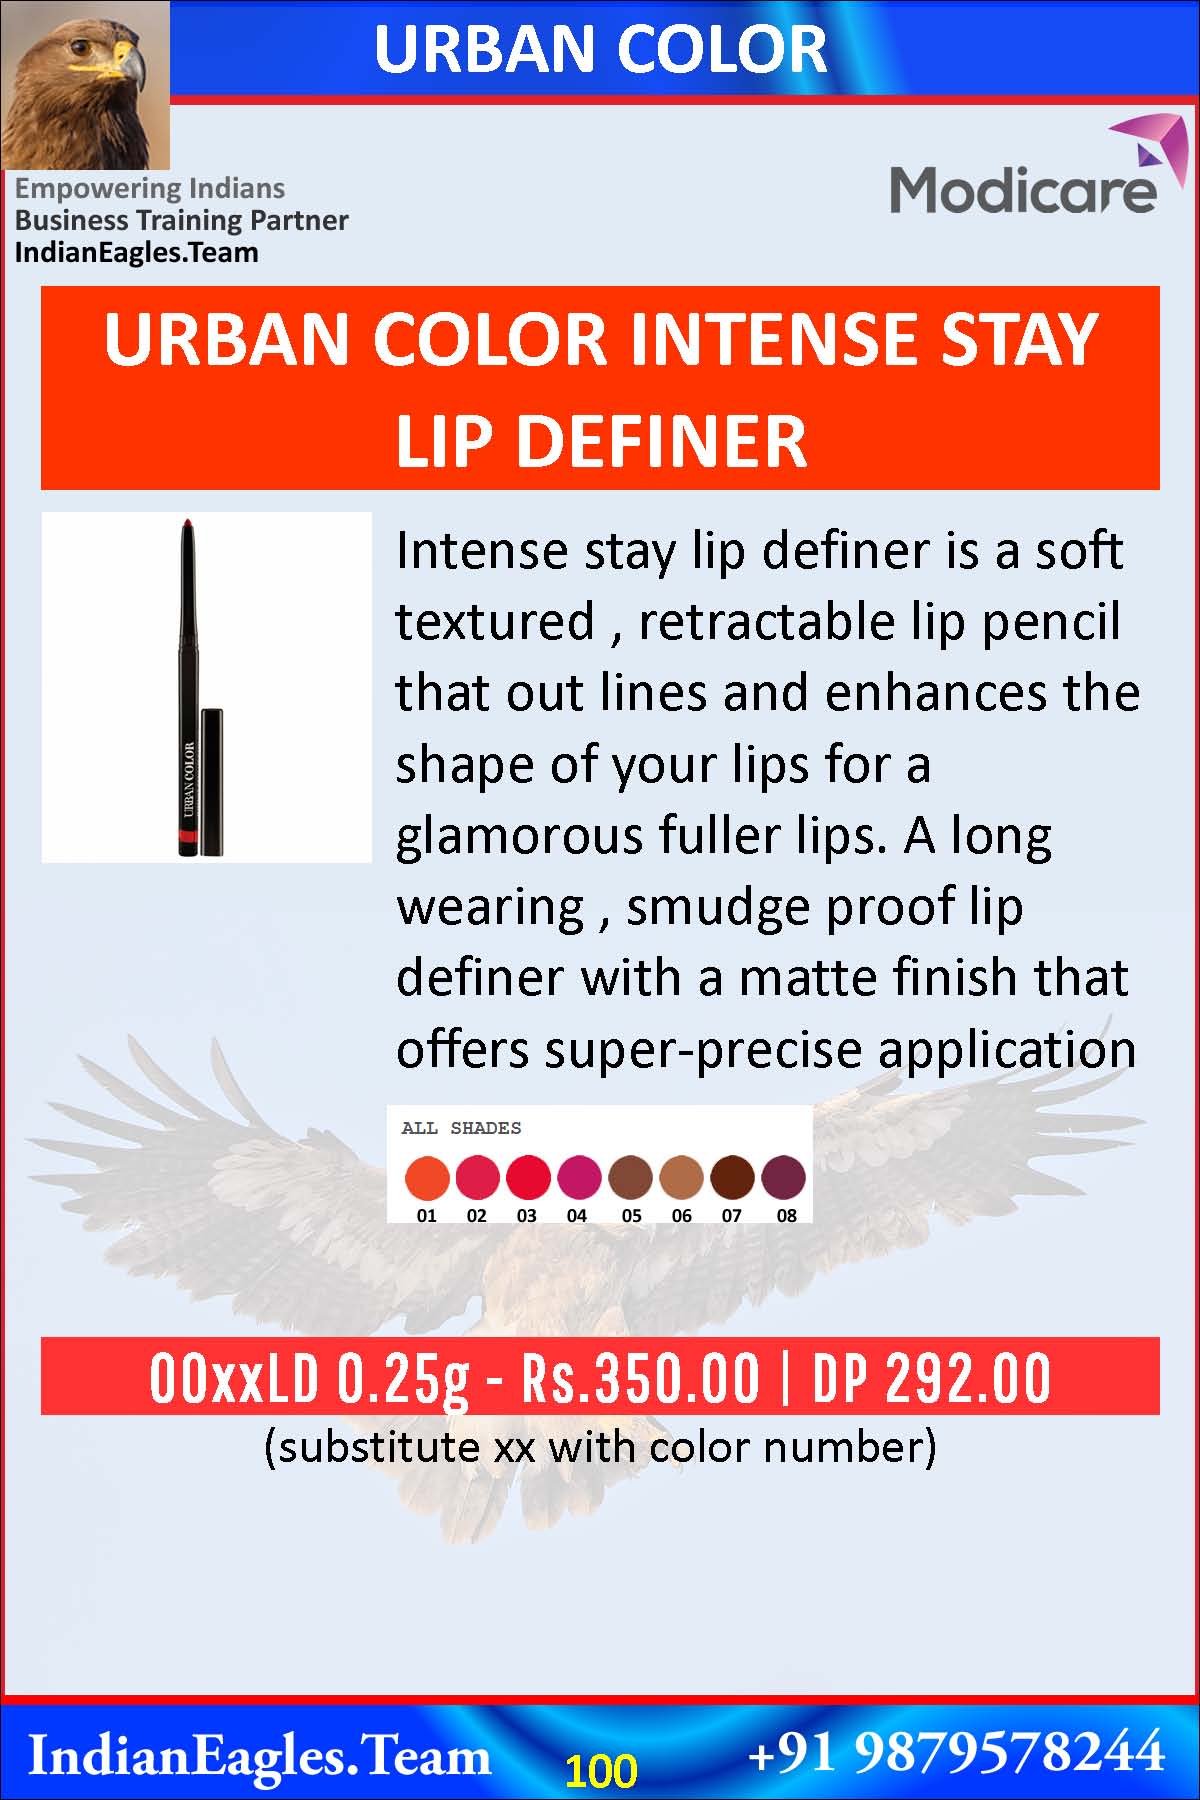 URBAN COLOR
Empowering Indians
Business Training Partner
IndianEagles.Team
Modicare
URBAN COLOR INTENSE STAY
LIP DEFINER
URBAN COLOR
Intense stay lip definer is a soft
textured , retractable lip pencil
that out lines and enhances the
shape of your lips for a
glamorous fuller lips. A long
wearing , smudge proof lip
definer with a matte finish that
offers super-precise application
ALL SHADES
01 02 03 04 05 06 07 08
00xxLD 0.25g - Rs.350.00 | DP 292.00
(substitute xx with color number)
IndianEagles.Team 100 +91 9879578244